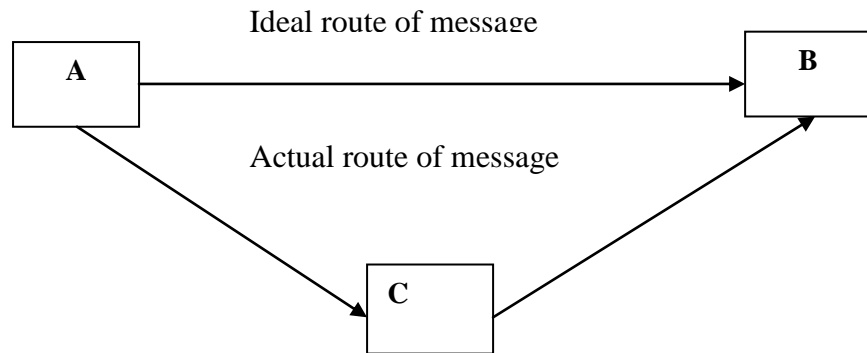 Ideal route of message
A
B
Actual route of message
C